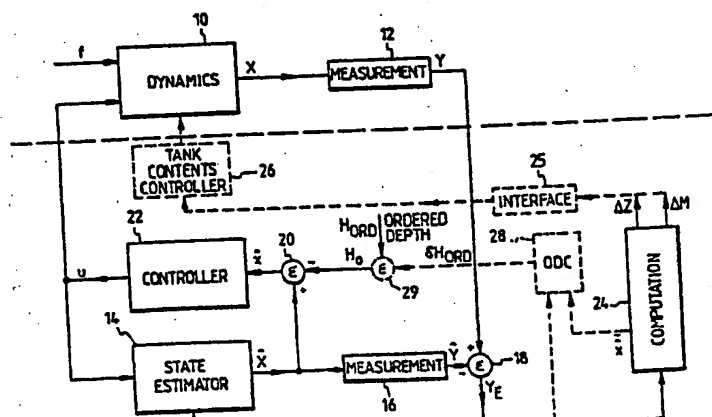 10
f
DYNAMICS
X
12
MEASUREMENT
Y
TANK
CONTENTS
CONTROLLER
26
25
INTERFACE
ΔZ
ΔM
22
CONTROLLER
20
ε
H_ORD
ORDERED
DEPTH
H_o
ε
29
δH_ORD
28
ODC
24
COMPUTATION
u
14
STATE
ESTIMATOR
MEASUREMENT
16
ε
18
Y_E